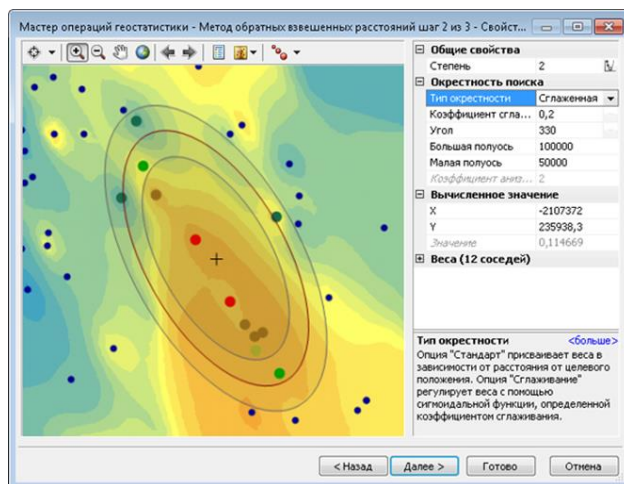 Мастер операций геостатистики - Метод обратных взвешенных расстояний шаг 2 из 3 - Свойст...
Общие свойства
Степень 2
Окрестность поиска
Тип окрестности Сглаженная
Коэффициент сгла... 0,2
Угол 330
Большая полуось 100000
Малая полуось 50000
Коэффициент аниз... 2
Вычисленное значение
X -2107372
Y 235938,3
Значение 0,114669
Веса (12 соседей)
Тип окрестности <больше>
Опция "Стандарт" присваивает веса в
зависимости от расстояния от целевого
положения. Опция "Сглаживание"
регулирует веса с помощью
сигмоидальной функции, определенной
коэффициентом сглаживания.
< Назад Далее > Готово Отмена